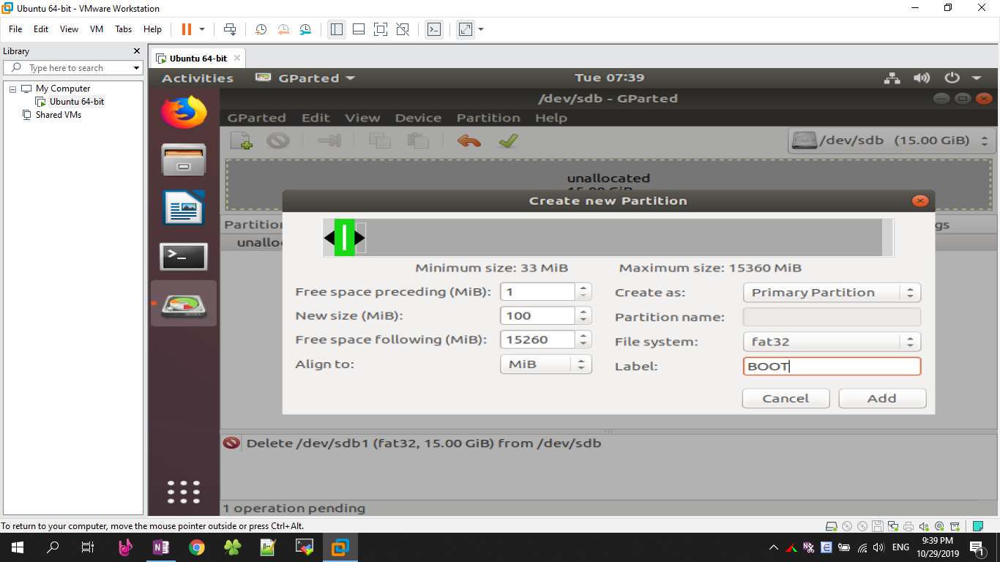 Ubuntu 64-bit - VMware Workstation
File Edit View VM Tabs Help
Library
Type here to search
My Computer
Ubuntu 64-bit
Shared VMs
Ubuntu 64-bit
Activities GParted Tue 07:39
/dev/sdb - GParted
GParted Edit View Device Partition Help
/dev/sdb (15.00 GiB)
unallocated
15.00 GiB
Create new Partition
Minimum size: 33 MiB Maximum size: 15360 MiB
Free space preceding (MiB): 1
New size (MiB): 100
Free space following (MiB): 15260
Align to: MiB
Create as: Primary Partition
Partition name:
File system: fat32
Label: BOOT
Cancel Add
Partition
gs
unallo
Delete /dev/sdb1 (fat32, 15.00 GiB) from /dev/sdb
1 operation pending
To return to your computer, move the mouse pointer outside or press Ctrl+Alt.
ENG
9:39 PM
10/29/2019
1